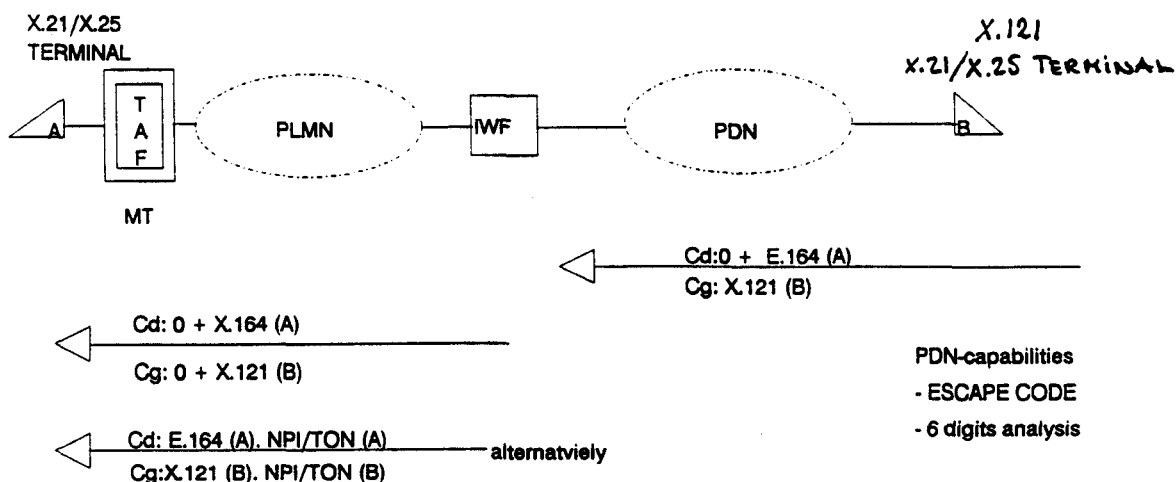 X.21/X.25
TERMINAL
X.121
X.21/X.25 TERMINAL
A
T
A
F
PLMN
IWF
PDN
B
MT
Cd:0 + E.164 (A)
Cg: X.121 (B)
Cd: 0 + X.164 (A)
Cg: 0 + X.121 (B)
PDN-capabilities
- ESCAPE CODE
- 6 digits analysis
Cd: E.164 (A). NPI/TON (A)
alternatviely
Cg:X.121 (B). NPI/TON (B)